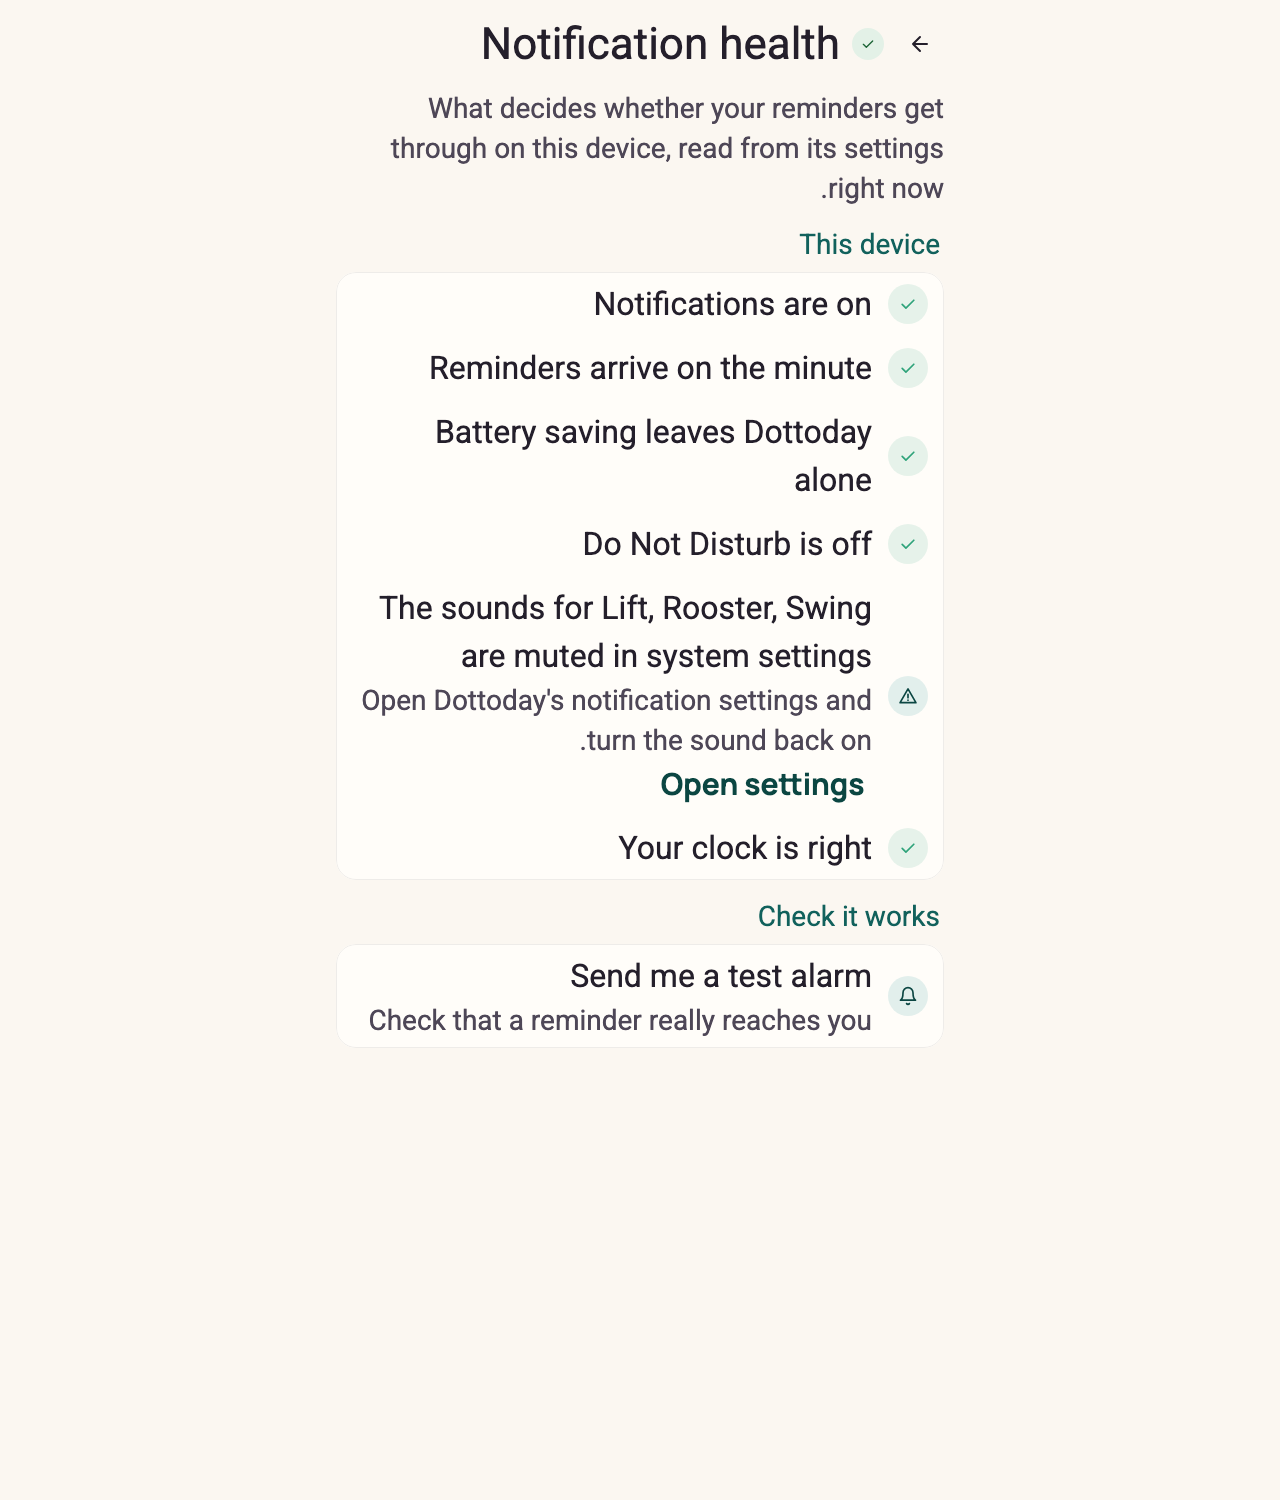 Notification health
What decides whether your reminders get
through on this device, read from its settings
.right now
This device
Notifications are on
Reminders arrive on the minute
Battery saving leaves Dottoday
alone
Do Not Disturb is off
The sounds for Lift, Rooster, Swing
are muted in system settings
Open Dottoday's notification settings and
.turn the sound back on
Open settings
Your clock is right
Check it works
Send me a test alarm
Check that a reminder really reaches you